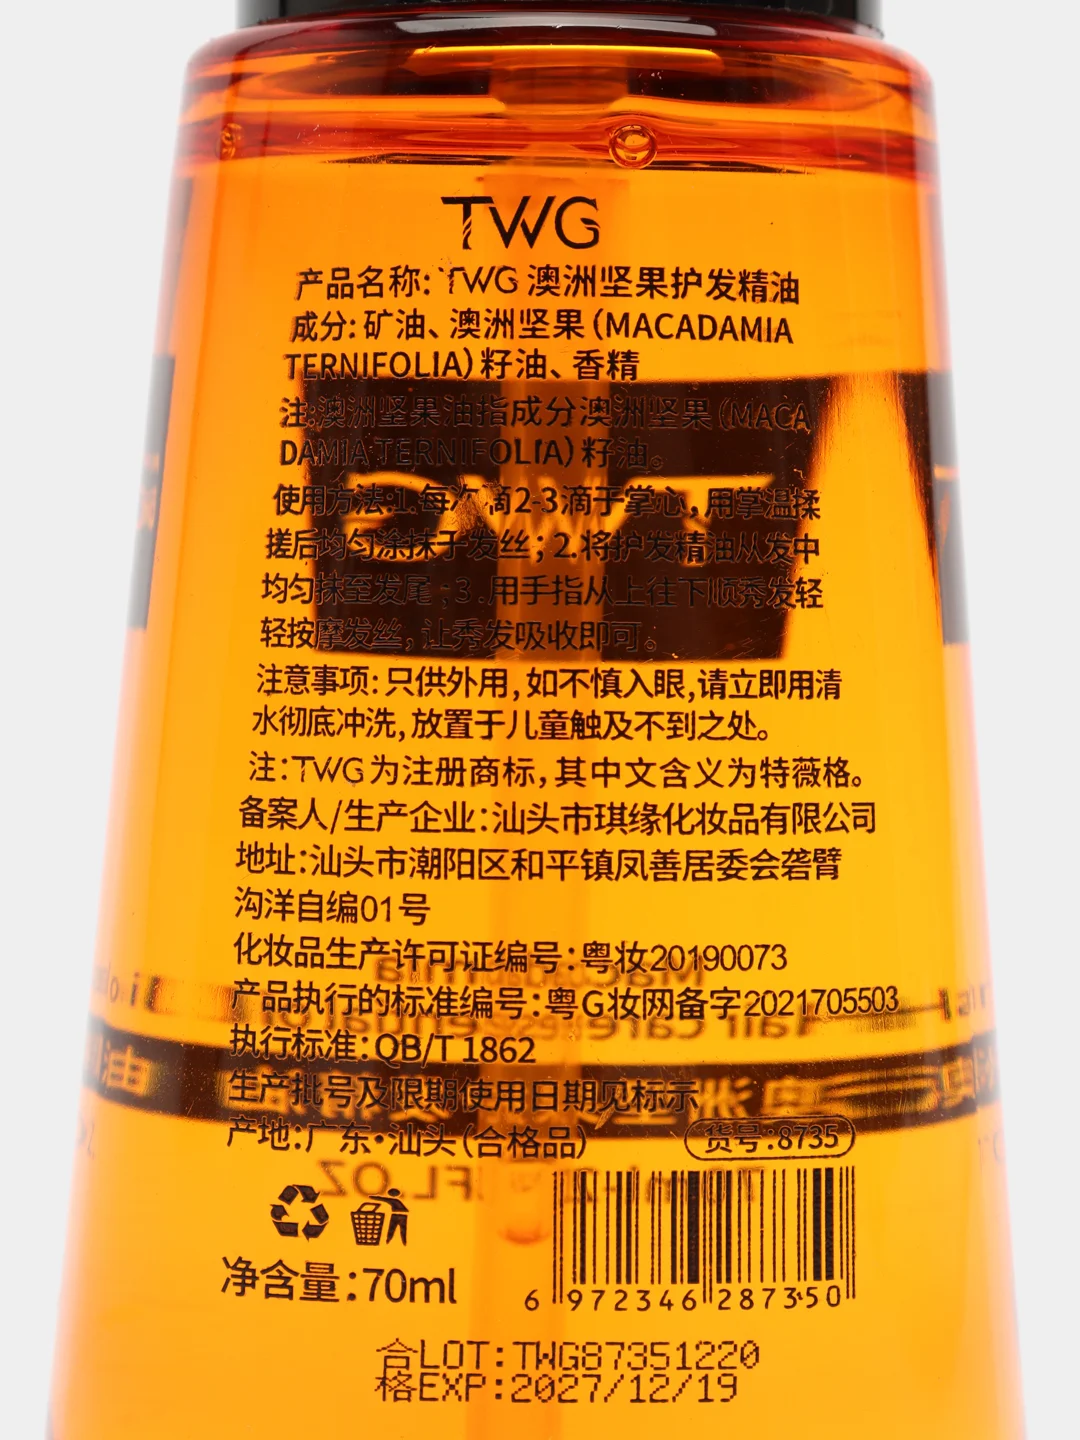 TWG
产品名称: TWG 澳洲坚果护发精油
成分: 矿油、澳洲坚果(MACADAMIA
TERNIFOLIA)籽油、香精
注:澳洲坚果油指成分澳洲坚果(MACA
DAMIA TERNIFOLIA)籽油。
使用方法:1.每次滴2-3滴于掌心,用掌温揉
搓后均匀涂抹于发丝;2.将护发精油从发中
均匀抹至发尾;3.用手指从上往下顺秀发轻
轻按摩发丝,让秀发吸收即可。
注意事项:只供外用,如不慎入眼,请立即用清
水彻底冲洗,放置于儿童触及不到之处。
注:TWG为注册商标,其中文含义为特薇格。
备案人/生产企业:汕头市琪缘化妆品有限公司
地址:汕头市潮阳区和平镇凤善居委会砻臂
沟洋自编01号
化妆品生产许可证编号:粤妆20190073
产品执行的标准编号:粤G妆网备字2021705503
执行标准:QB/T 1862
生产批号及限期使用日期见标示
产地:广东·汕头(合格品)
货号:8735
净含量:70ml
6 972346 287350
合LOT:TWG87351220
格EXP:2027/12/19